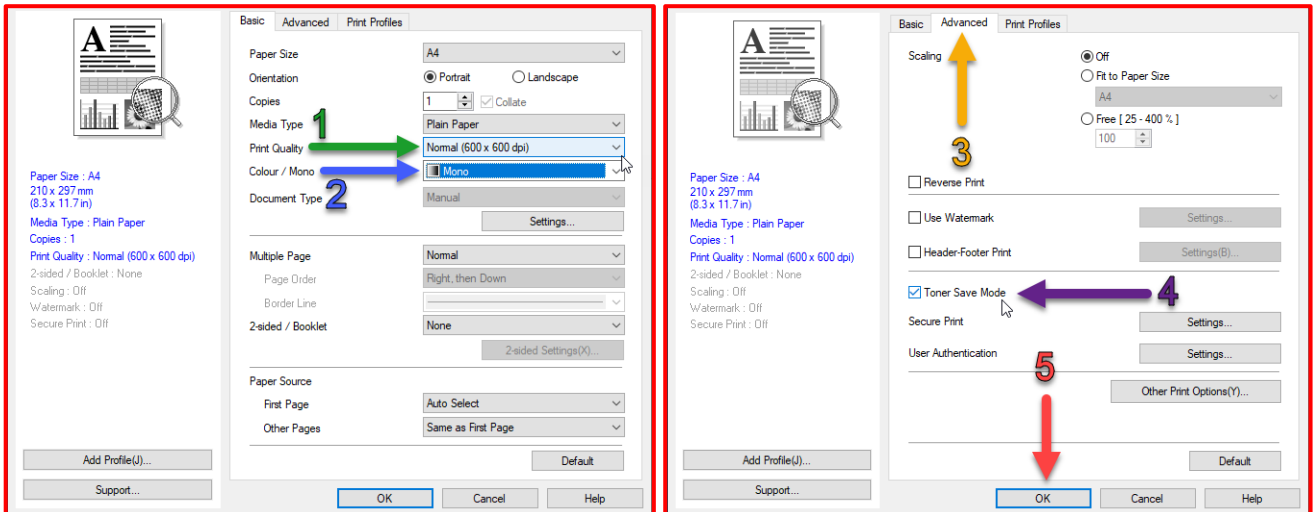 Basic Advanced Print Profiles
A
Paper Size A4
Orientation Portrait Landscape
Copies 1 Collate
1
Media Type Plain Paper
Print Quality Normal (600 x 600 dpi)
Colour / Mono Mono
2
Document Type Manual
Settings...
Paper Size : A4
210 x 297 mm
(8.3 x 11.7 in)
Media Type : Plain Paper
Copies : 1
Print Quality : Normal (600 x 600 dpi)
2-sided / Booklet : None
Scaling : Off
Watermark : Off
Secure Print : Off
Multiple Page Normal
Page Order Right, then Down
Border Line
2-sided / Booklet None
2-sided Settings(X)...
Paper Source
First Page Auto Select
Other Pages Same as First Page
Add Profile(J)... Default
Support... OK Cancel Help
Basic Advanced Print Profiles
A
Scaling Off
Fit to Paper Size
A4
Free [ 25 - 400 % ]
100
3
Paper Size : A4
210 x 297 mm
(8.3 x 11.7 in)
Media Type : Plain Paper
Copies : 1
Print Quality : Normal (600 x 600 dpi)
2-sided / Booklet : None
Scaling : Off
Watermark : Off
Secure Print : Off
Reverse Print
Use Watermark Settings...
Header-Footer Print Settings(B)...
Toner Save Mode 4
Secure Print Settings...
User Authentication Settings...
5
Other Print Options(Y)...
Add Profile(J)... Default
Support... OK Cancel Help